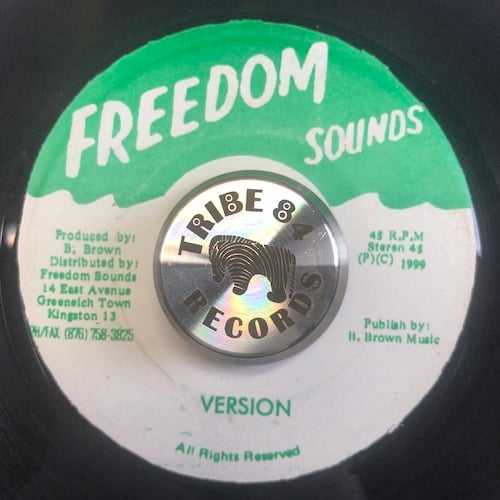 FREEDOM
SOUNDS
Produced by:
B. Brown
Distributed by:
Freedom Sounds
14 East Avenue
Greeneich Town
Kingston 13
PH/FAX: (876) 758-3825
TRIBE 84
RECORDS
45 R.P.M
Stereo 45
(P)(C) 1999
Publish by:
B. Brown Music
VERSION
All Rights Reserved